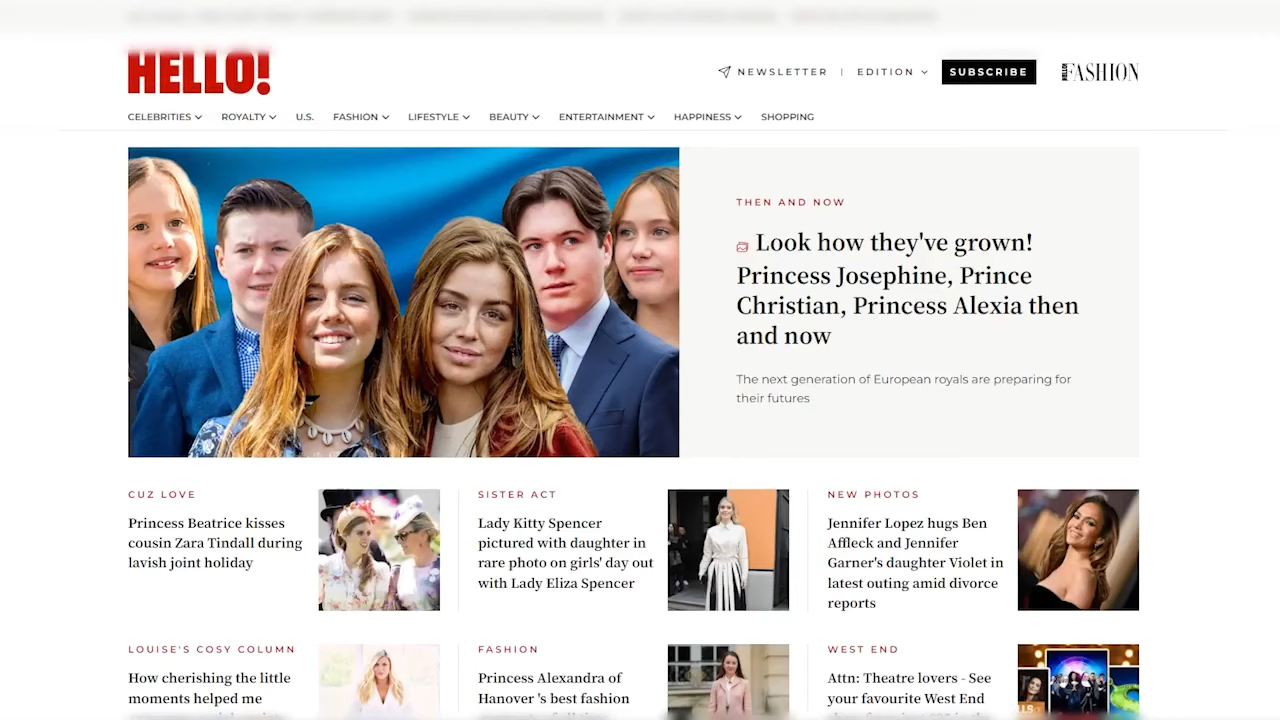 HELLO!
NEWSLETTER | EDITION SUBSCRIBE HELLO! FASHION
CELEBRITIES ROYALTY U.S. FASHION LIFESTYLE BEAUTY ENTERTAINMENT HAPPINESS SHOPPING
THEN AND NOW
Look how they've grown!
Princess Josephine, Prince
Christian, Princess Alexia then
and now
The next generation of European royals are preparing for
their futures
CUZ LOVE
Princess Beatrice kisses
cousin Zara Tindall during
lavish joint holiday
SISTER ACT
Lady Kitty Spencer
pictured with daughter in
rare photo on girls' day out
with Lady Eliza Spencer
NEW PHOTOS
Jennifer Lopez hugs Ben
Affleck and Jennifer
Garner's daughter Violet in
latest outing amid divorce
reports
LOUISE'S COSY COLUMN
How cherishing the little
moments helped me
FASHION
Princess Alexandra of
Hanover 's best fashion
WEST END
Attn: Theatre lovers - See
your favourite West End